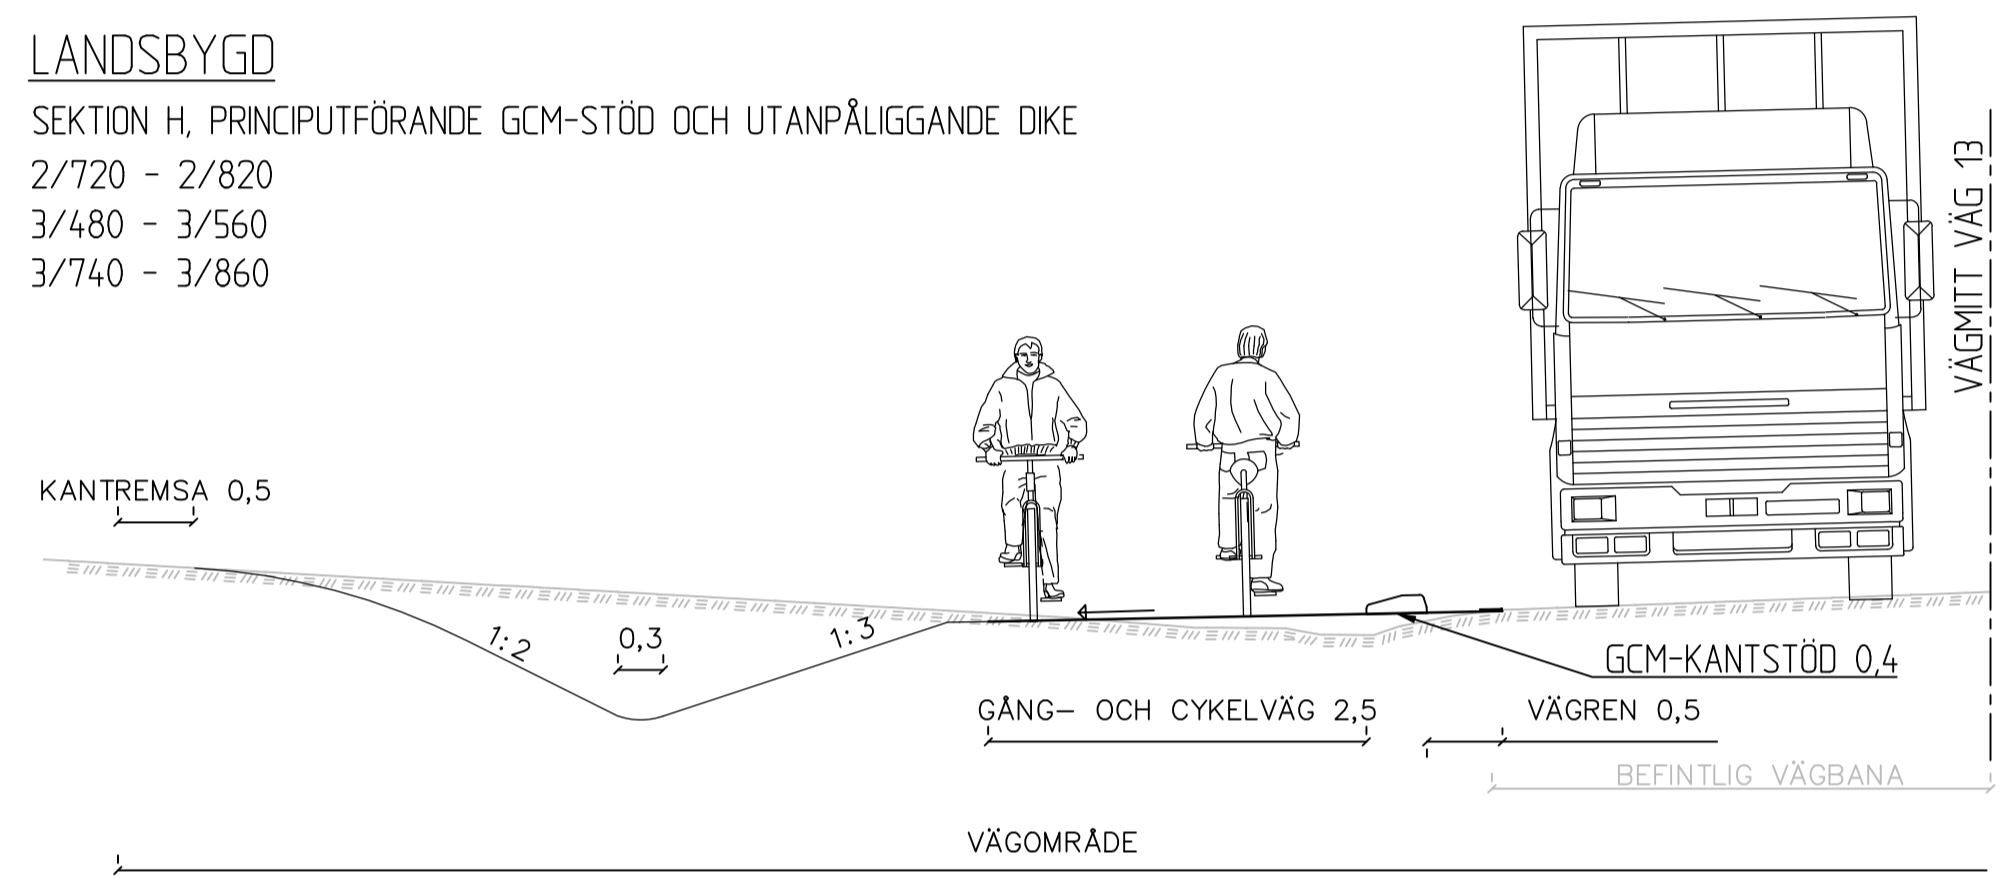 LANDSBYGD
SEKTION H, PRINCIPUTFÖRANDE GCM-STÖD OCH UTANPÅLIGGANDE DIKE
2/720 - 2/820
3/480 - 3/560
3/740 - 3/860
VÄGMITT VÄG 13
KANTREMSA 0,5
1:2
0,3
1:3
GCM-KANTSTÖD 0,4
GÅNG- OCH CYKELVÄG 2,5
VÄGREN 0,5
BEFINTLIG VÄGBANA
VÄGOMRÅDE